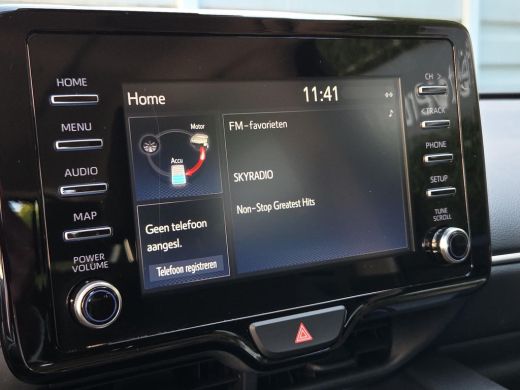 HOME
MENU
AUDIO
MAP
POWER
VOLUME
Home
11:41
Motor
Accu
Geen telefoon
aangesl.
Telefoon registreren
FM-favorieten
SKYRADIO
Non-Stop Greatest Hits
CH >
< TRACK
PHONE
SETUP
TUNE
SCROLL